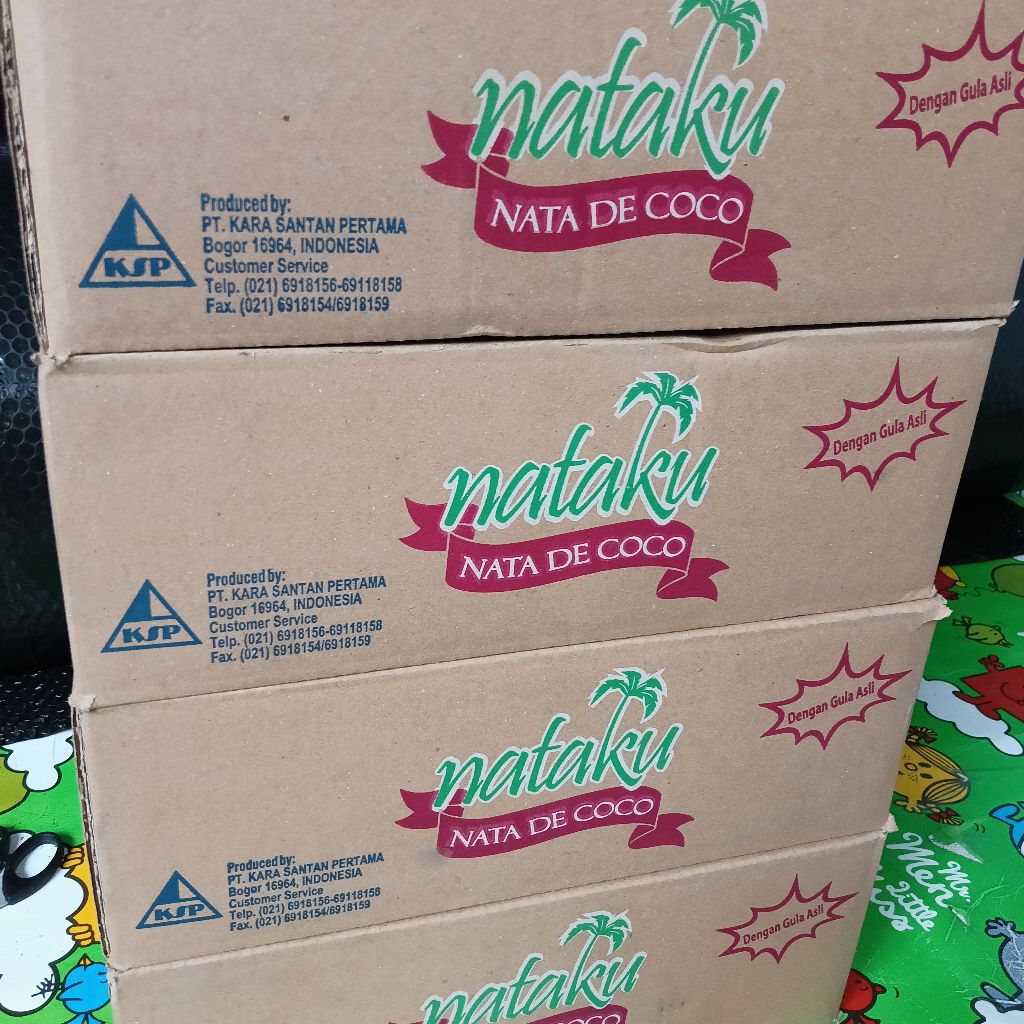 nataku
NATA DE COCO
Dengan Gula Asli
KSP
Produced by:
PT. KARA SANTAN PERTAMA
Bogor 16964, INDONESIA
Customer Service
Telp. (021) 6918156-69118158
Fax. (021) 6918154/6918159
nataku
NATA DE COCO
Dengan Gula Asli
KSP
Produced by:
PT. KARA SANTAN PERTAMA
Bogor 16964, INDONESIA
Customer Service
Telp. (021) 6918156-69118158
Fax. (021) 6918154/6918159
nataku
NATA DE COCO
Dengan Gula Asli
KSP
Produced by:
PT. KARA SANTAN PERTAMA
Bogor 16964, INDONESIA
Customer Service
Telp. (021) 6918156-69118158
Fax. (021) 6918154/6918159
nataku
NATA DE COCO
Dengan Gula Asli
Mr.
Men
Little